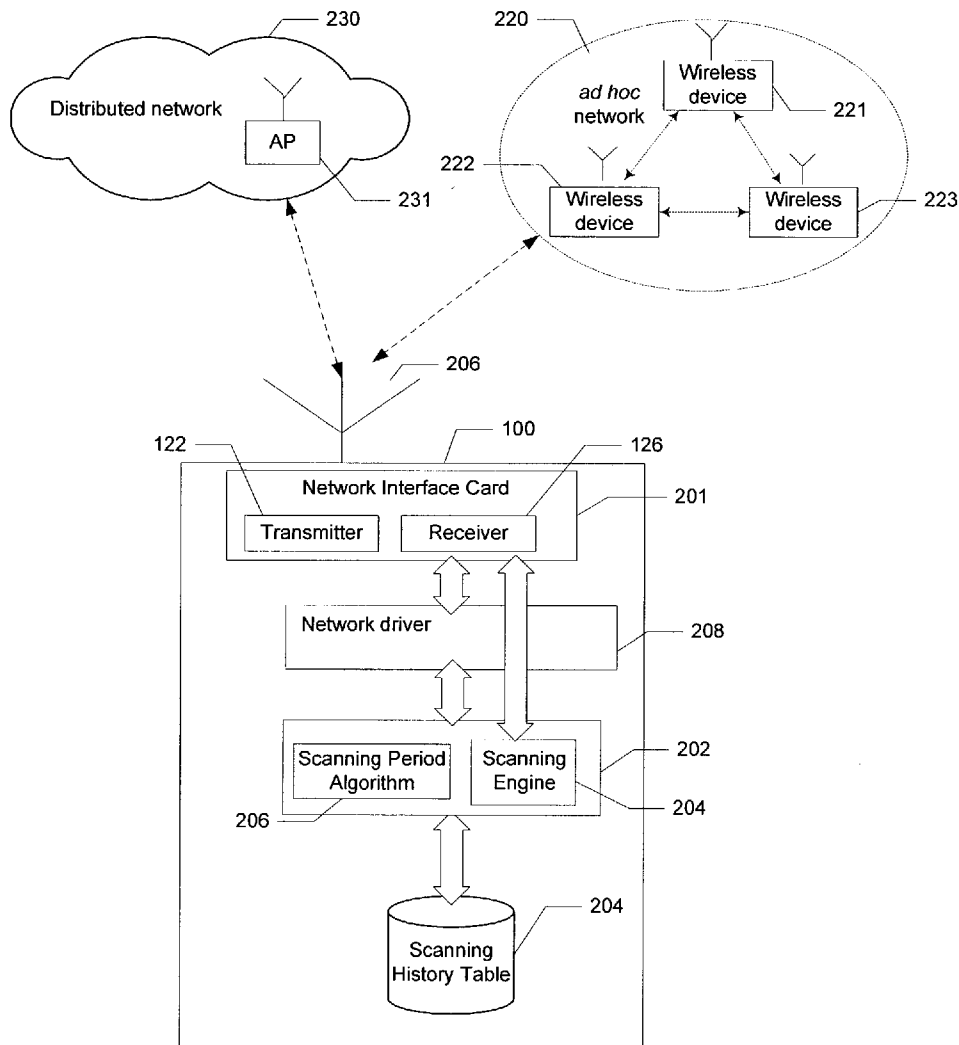 230
220
Distributed network
AP
231
ad hoc
network
Wireless
device
221
222
Wireless
device
Wireless
device
223
206
122
100
126
Network Interface Card
Transmitter
Receiver
201
Network driver
208
Scanning Period
Algorithm
Scanning
Engine
202
206
204
204
Scanning
History Table